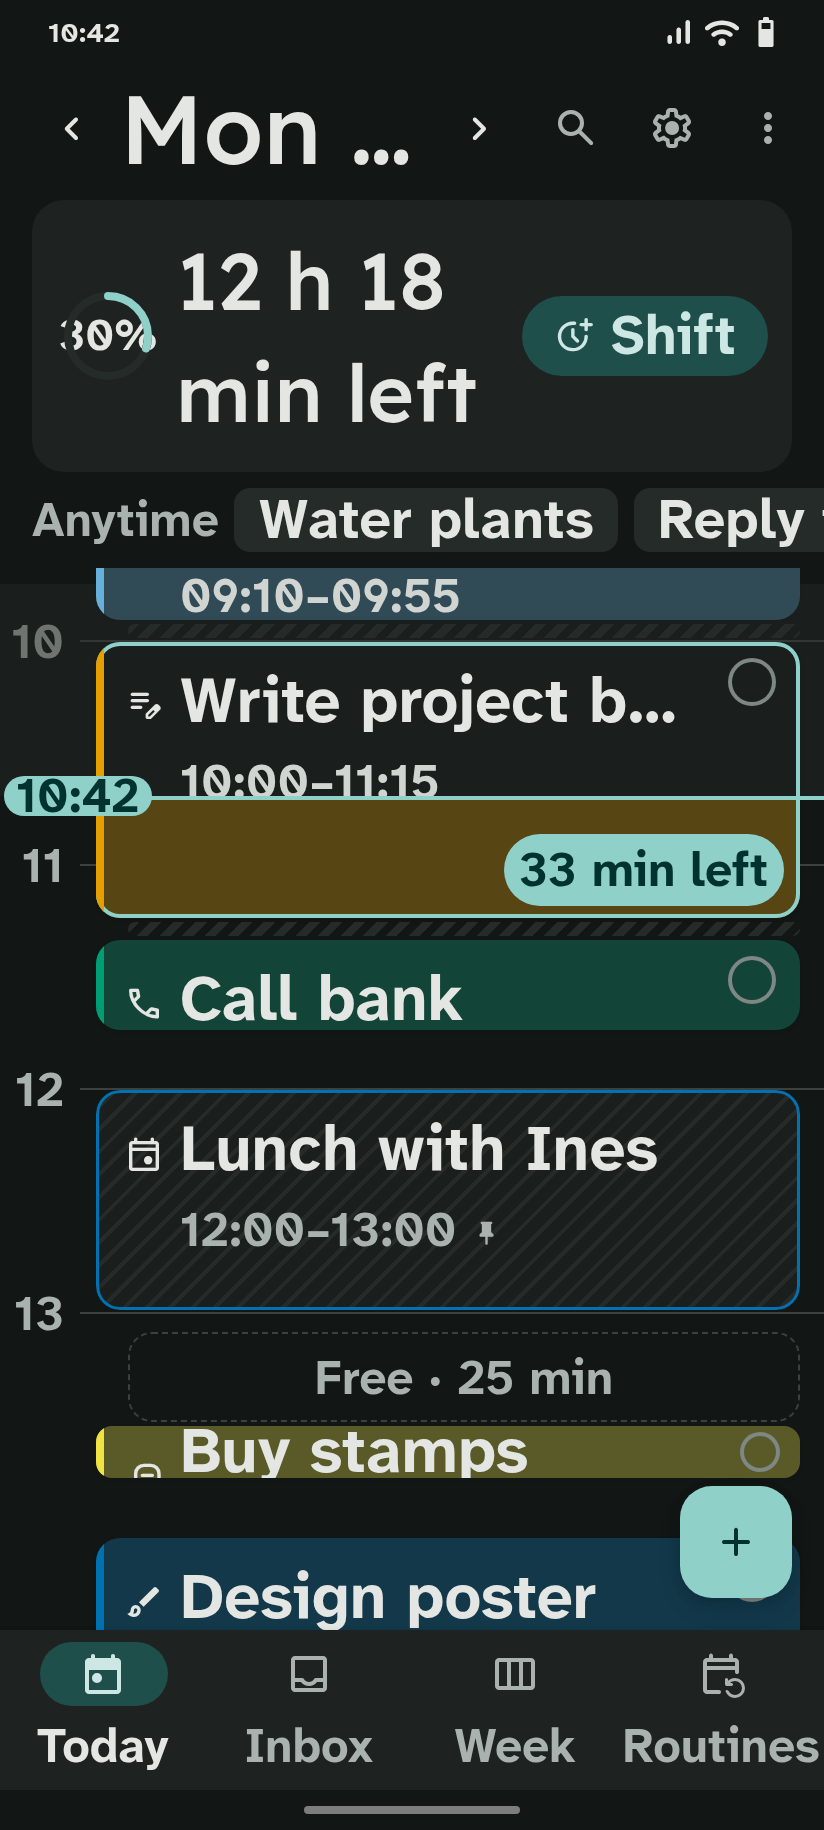 10:42
Mon ...
30%
12 h 18
min left
Shift
Anytime
Water plants
Reply
09:10–09:55
10
Write project b...
10:00–11:15
10:42
11
33 min left
Call bank
12
Lunch with Ines
12:00–13:00
13
Free · 25 min
Buy stamps
Design poster
Today
Inbox
Week
Routines